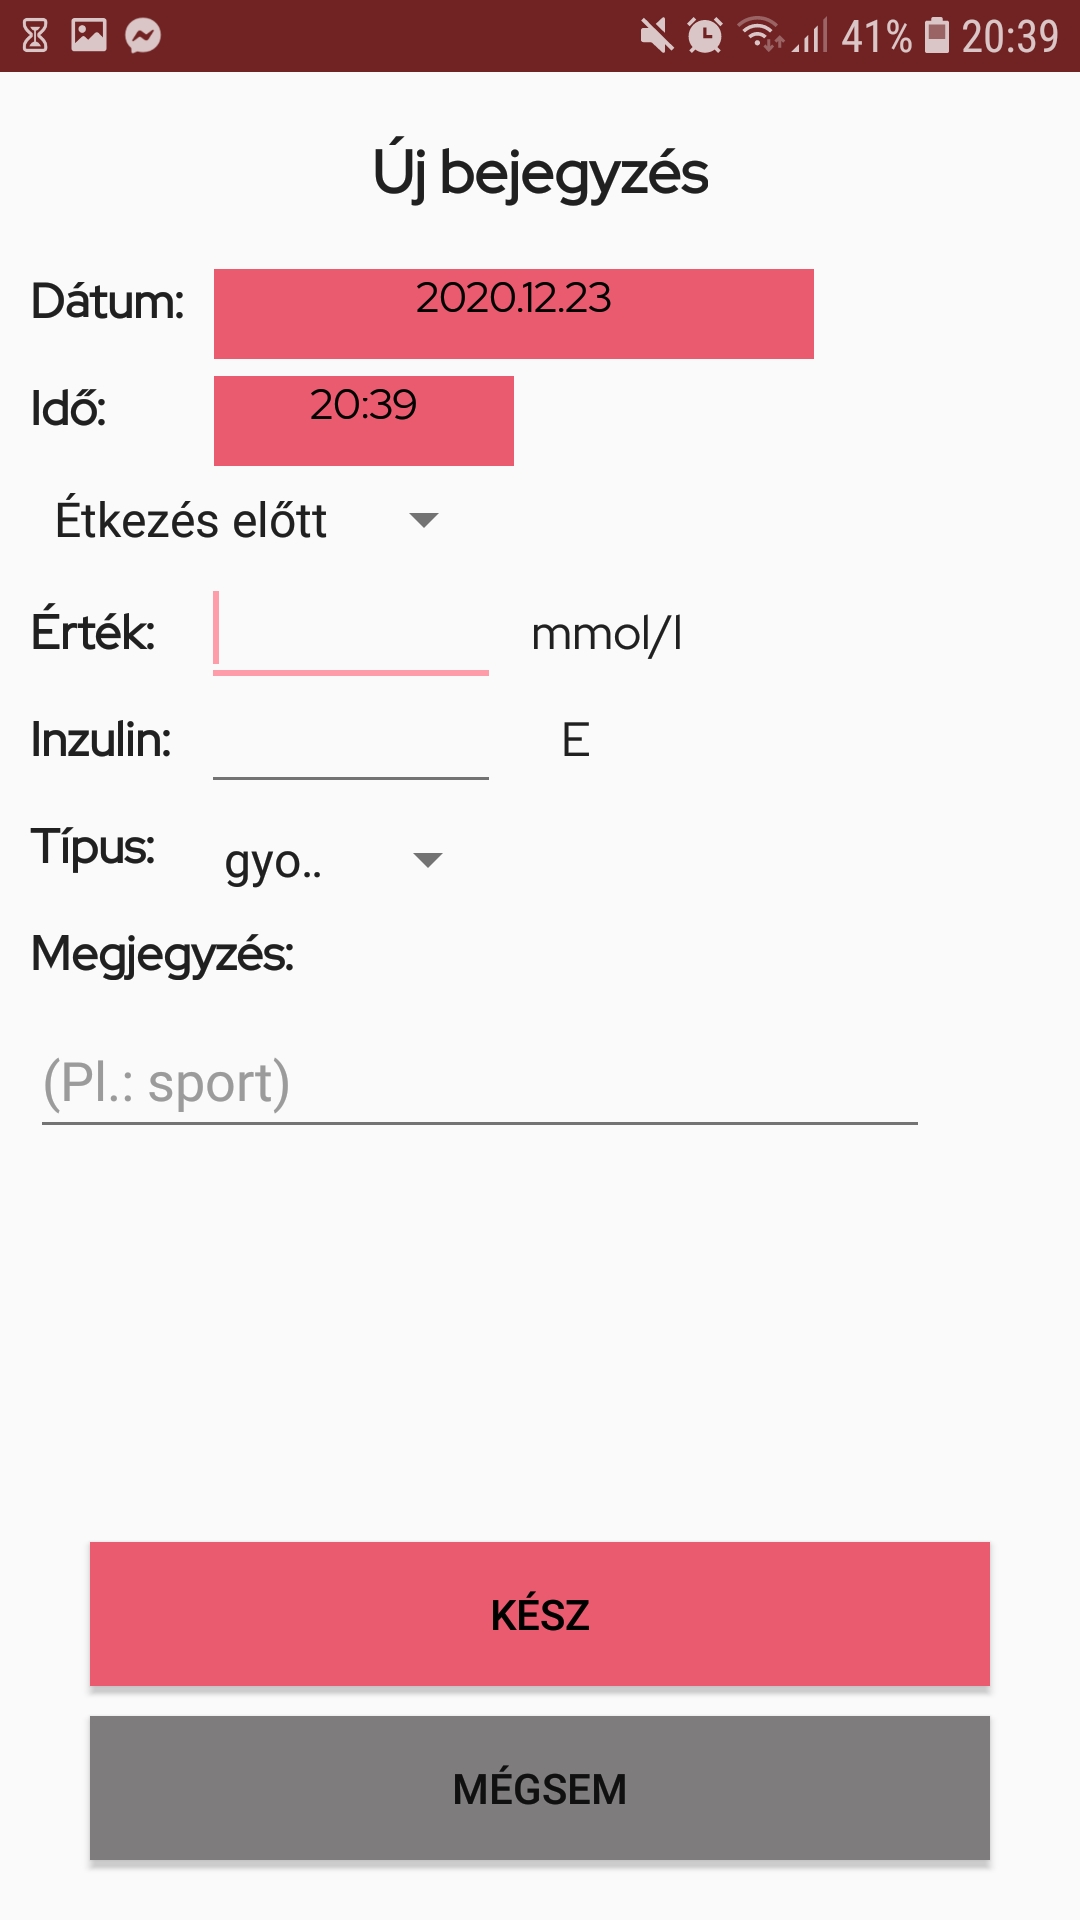 41% 20:39
Új bejegyzés
Dátum: 2020.12.23
Idő: 20:39
Étkezés előtt
Érték: mmol/l
Inzulin: E
Típus: gyo..
Megjegyzés:
(Pl.: sport)
KÉSZ
MÉGSEM